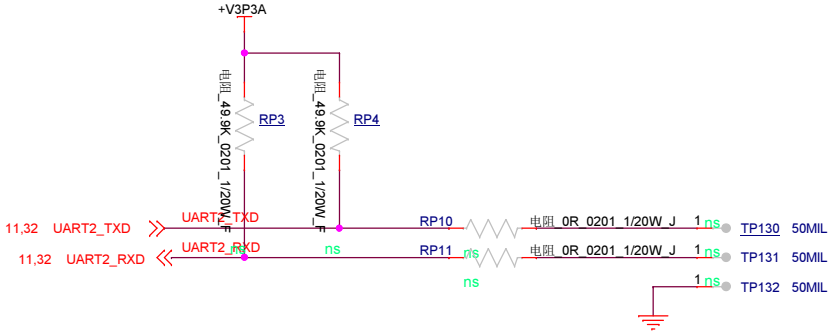 +V3P3A
电阻_49.9K_0201_1/20W_F
RP3
电阻_49.9K_0201_1/20W_F
RP4
11,32 UART2_TXD
UART2_TXD
RP10
电阻_0R_0201_1/20W_J
1
ns
TP130 50MIL
11,32 UART2_RXD
UART2_RXD
ns
ns
RP11
ns
电阻_0R_0201_1/20W_J
1
ns
TP131 50MIL
ns
1
ns
TP132 50MIL